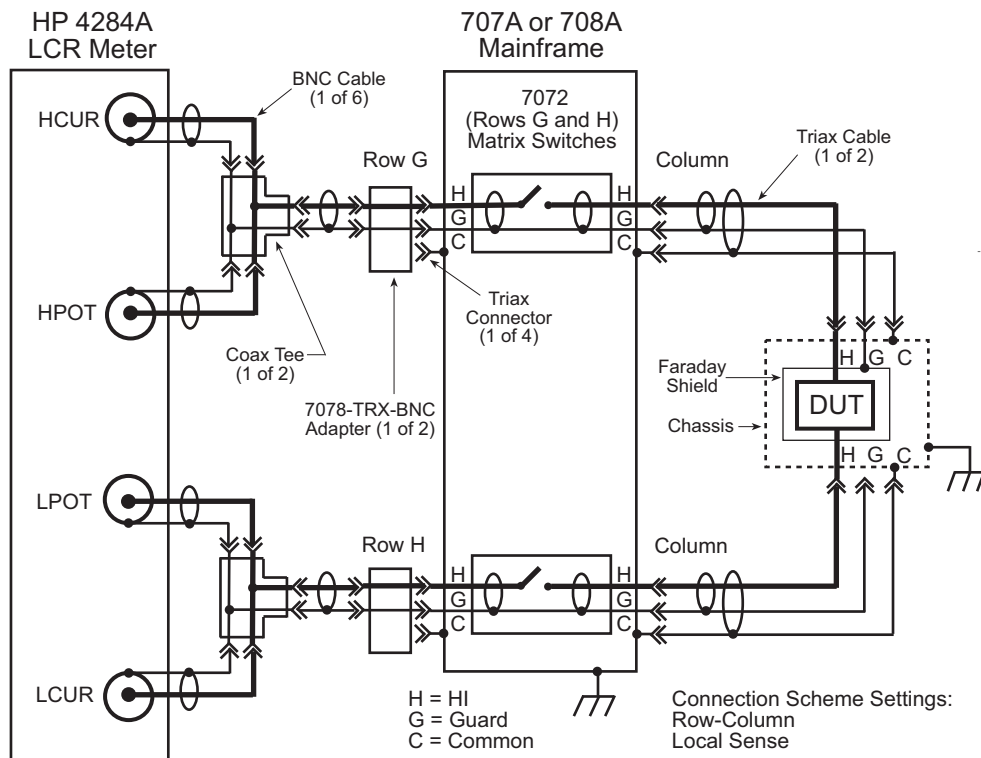 HP 4284A
LCR Meter
707A or 708A
Mainframe
BNC Cable
(1 of 6)
7072
(Rows G and H)
Matrix Switches
Triax Cable
(1 of 2)
HCUR
Row G
Column
H
G
C
H
G
C
HPOT
Coax Tee
(1 of 2)
Triax
Connector
(1 of 4)
7078-TRX-BNC
Adapter (1 of 2)
Faraday
Shield
Chassis
H G C
DUT
H G C
LPOT
Row H
Column
H
G
C
H
G
C
LCUR
H = HI
G = Guard
C = Common
Connection Scheme Settings:
Row-Column
Local Sense